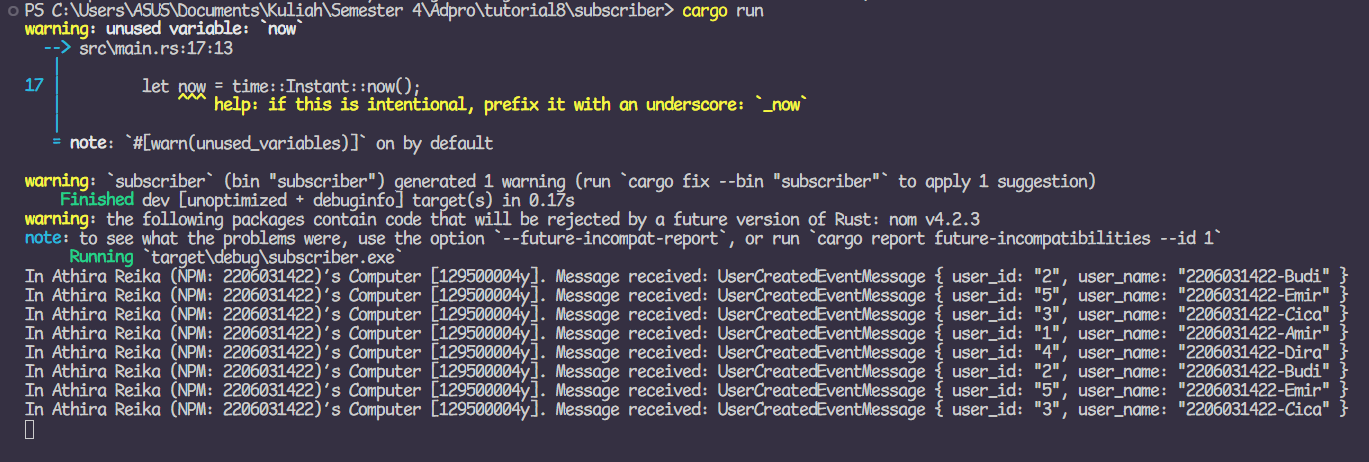 PS C:\Users\ASUS\Documents\Kuliah\Semester 4\Adpro\tutorial8\subscriber> cargo run
warning: unused variable: `now`
--> src\main.rs:17:13
|
17 | let now = time::Instant::now();
| help: if this is intentional, prefix it with an underscore: `_now`
|
= note: `#[warn(unused_variables)]` on by default
warning: `subscriber` (bin "subscriber") generated 1 warning (run `cargo fix --bin "subscriber"` to apply 1 suggestion)
Finished dev [unoptimized + debuginfo] target(s) in 0.17s
warning: the following packages contain code that will be rejected by a future version of Rust: nom v4.2.3
note: to see what the problems were, use the option `--future-incompat-report`, or run `cargo report future-incompatibilities --id 1`
Running `target\debug\subscriber.exe`
In Athira Reika (NPM: 2206031422)'s Computer [129500004y]. Message received: UserCreatedEventMessage { user_id: "2", user_name: "2206031422-Budi" }
In Athira Reika (NPM: 2206031422)'s Computer [129500004y]. Message received: UserCreatedEventMessage { user_id: "5", user_name: "2206031422-Emir" }
In Athira Reika (NPM: 2206031422)'s Computer [129500004y]. Message received: UserCreatedEventMessage { user_id: "3", user_name: "2206031422-Cica" }
In Athira Reika (NPM: 2206031422)'s Computer [129500004y]. Message received: UserCreatedEventMessage { user_id: "1", user_name: "2206031422-Amir" }
In Athira Reika (NPM: 2206031422)'s Computer [129500004y]. Message received: UserCreatedEventMessage { user_id: "4", user_name: "2206031422-Dira" }
In Athira Reika (NPM: 2206031422)'s Computer [129500004y]. Message received: UserCreatedEventMessage { user_id: "2", user_name: "2206031422-Budi" }
In Athira Reika (NPM: 2206031422)'s Computer [129500004y]. Message received: UserCreatedEventMessage { user_id: "5", user_name: "2206031422-Emir" }
In Athira Reika (NPM: 2206031422)'s Computer [129500004y]. Message received: UserCreatedEventMessage { user_id: "3", user_name: "2206031422-Cica" }